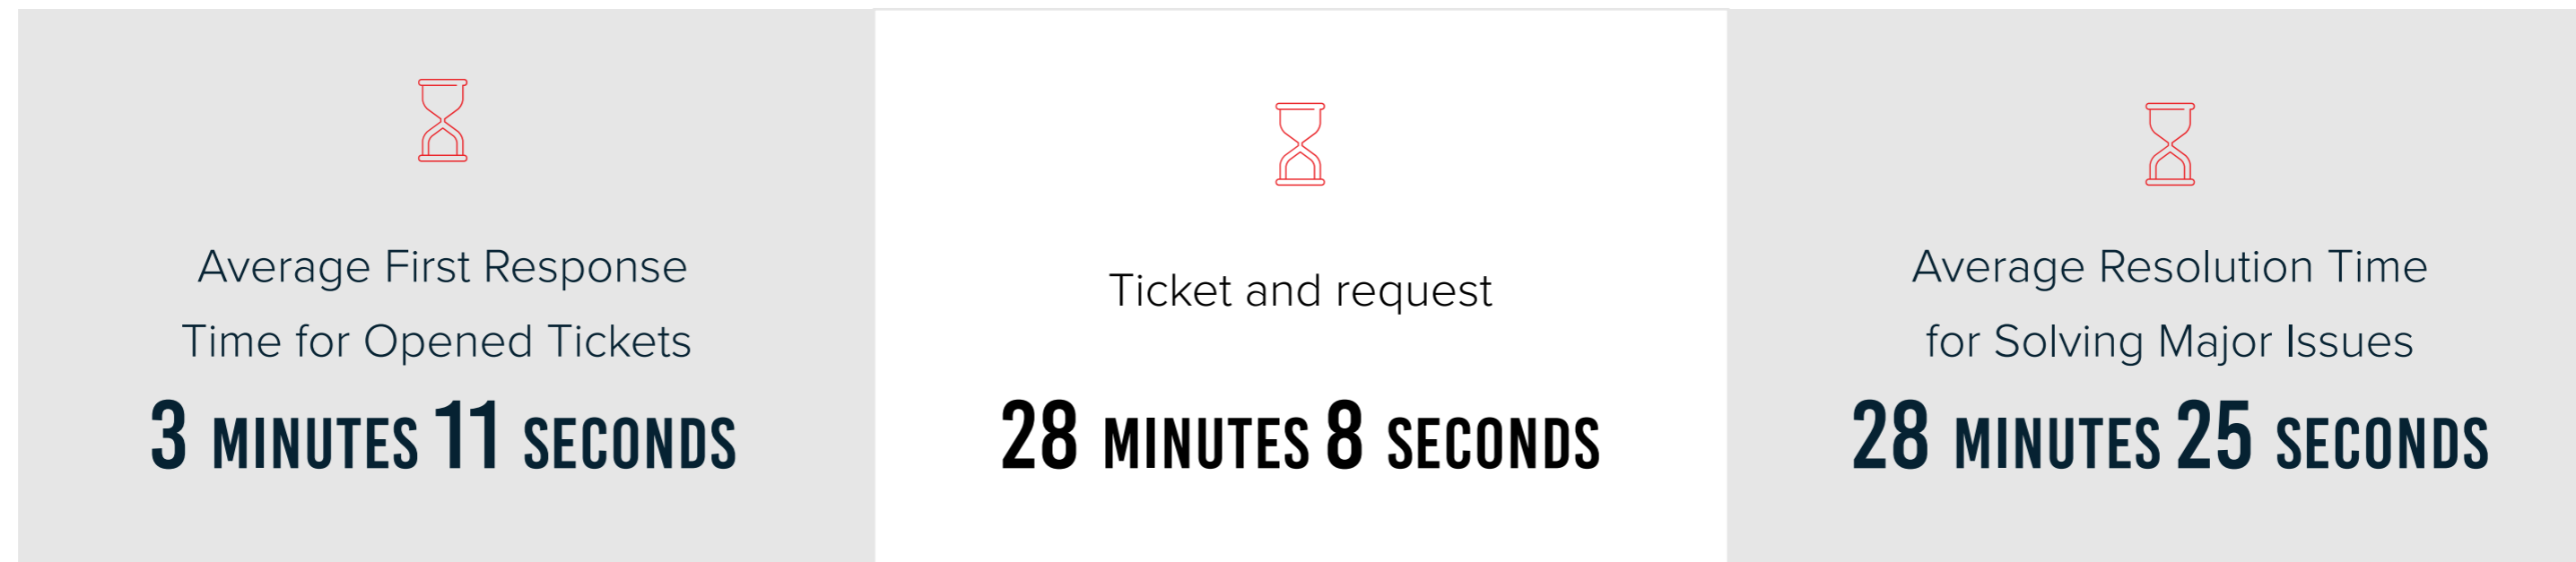 Average First Response
Time for Opened Tickets
3 MINUTES 11 SECONDS
Ticket and request
28 MINUTES 8 SECONDS
Average Resolution Time
for Solving Major Issues
28 MINUTES 25 SECONDS